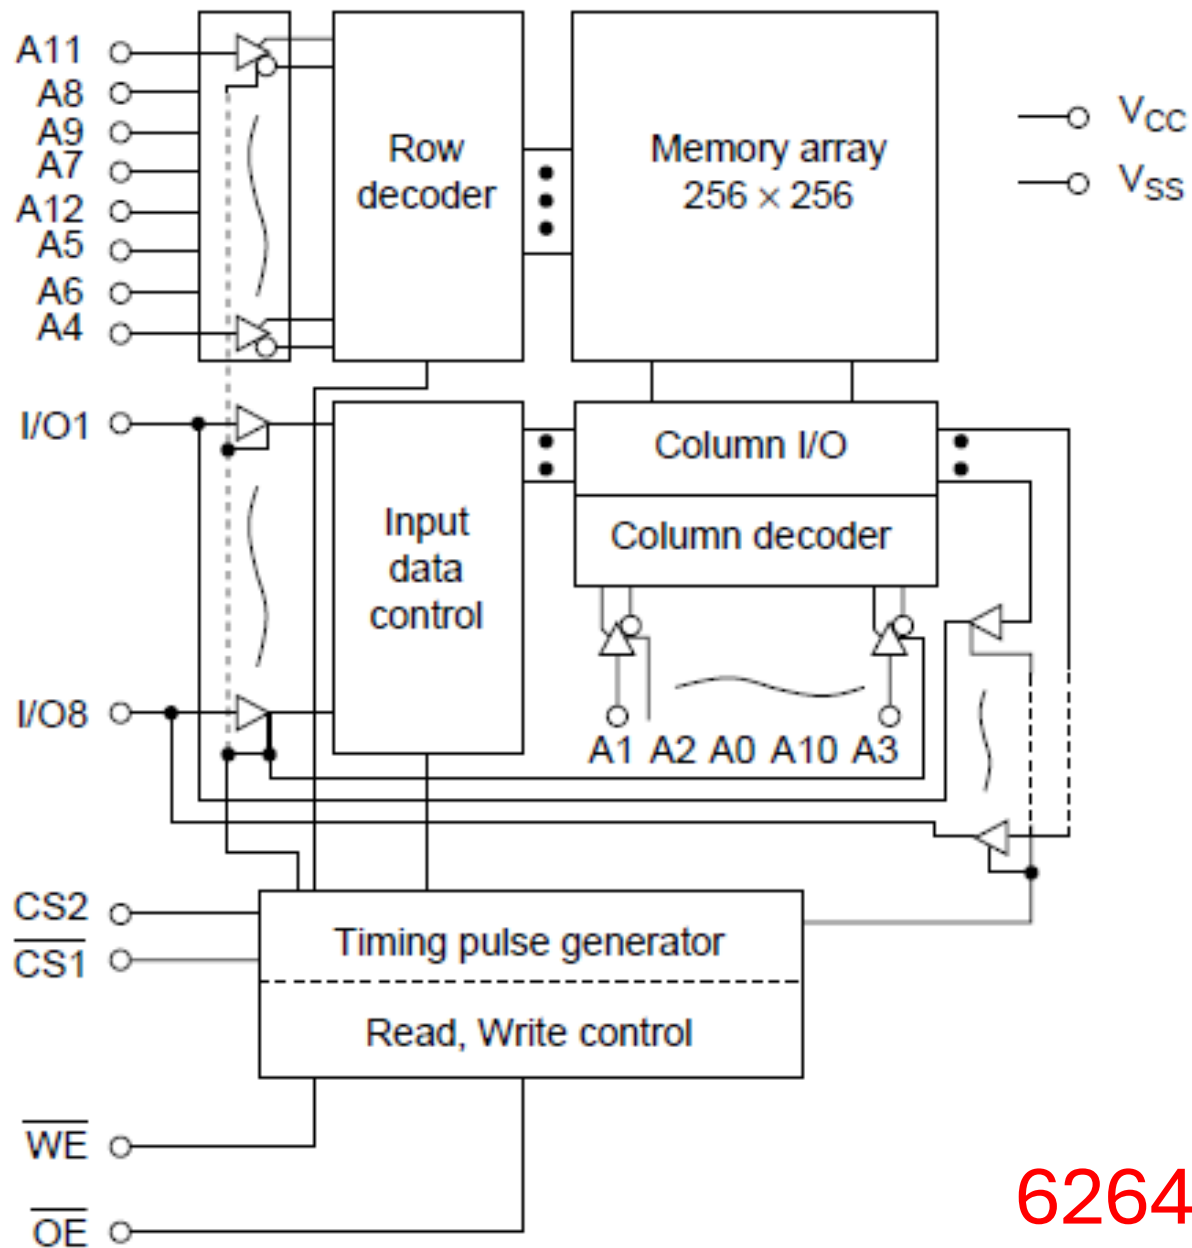 A11
A8
A9
A7
A12
A5
A6
A4
Row
decoder
Memory array
256 × 256
VCC
VSS
I/O1
I/O8
Input
data
control
Column I/O
Column decoder
A1 A2 A0 A10 A3
CS2
CS1
Timing pulse generator
Read, Write control
WE
OE
6264